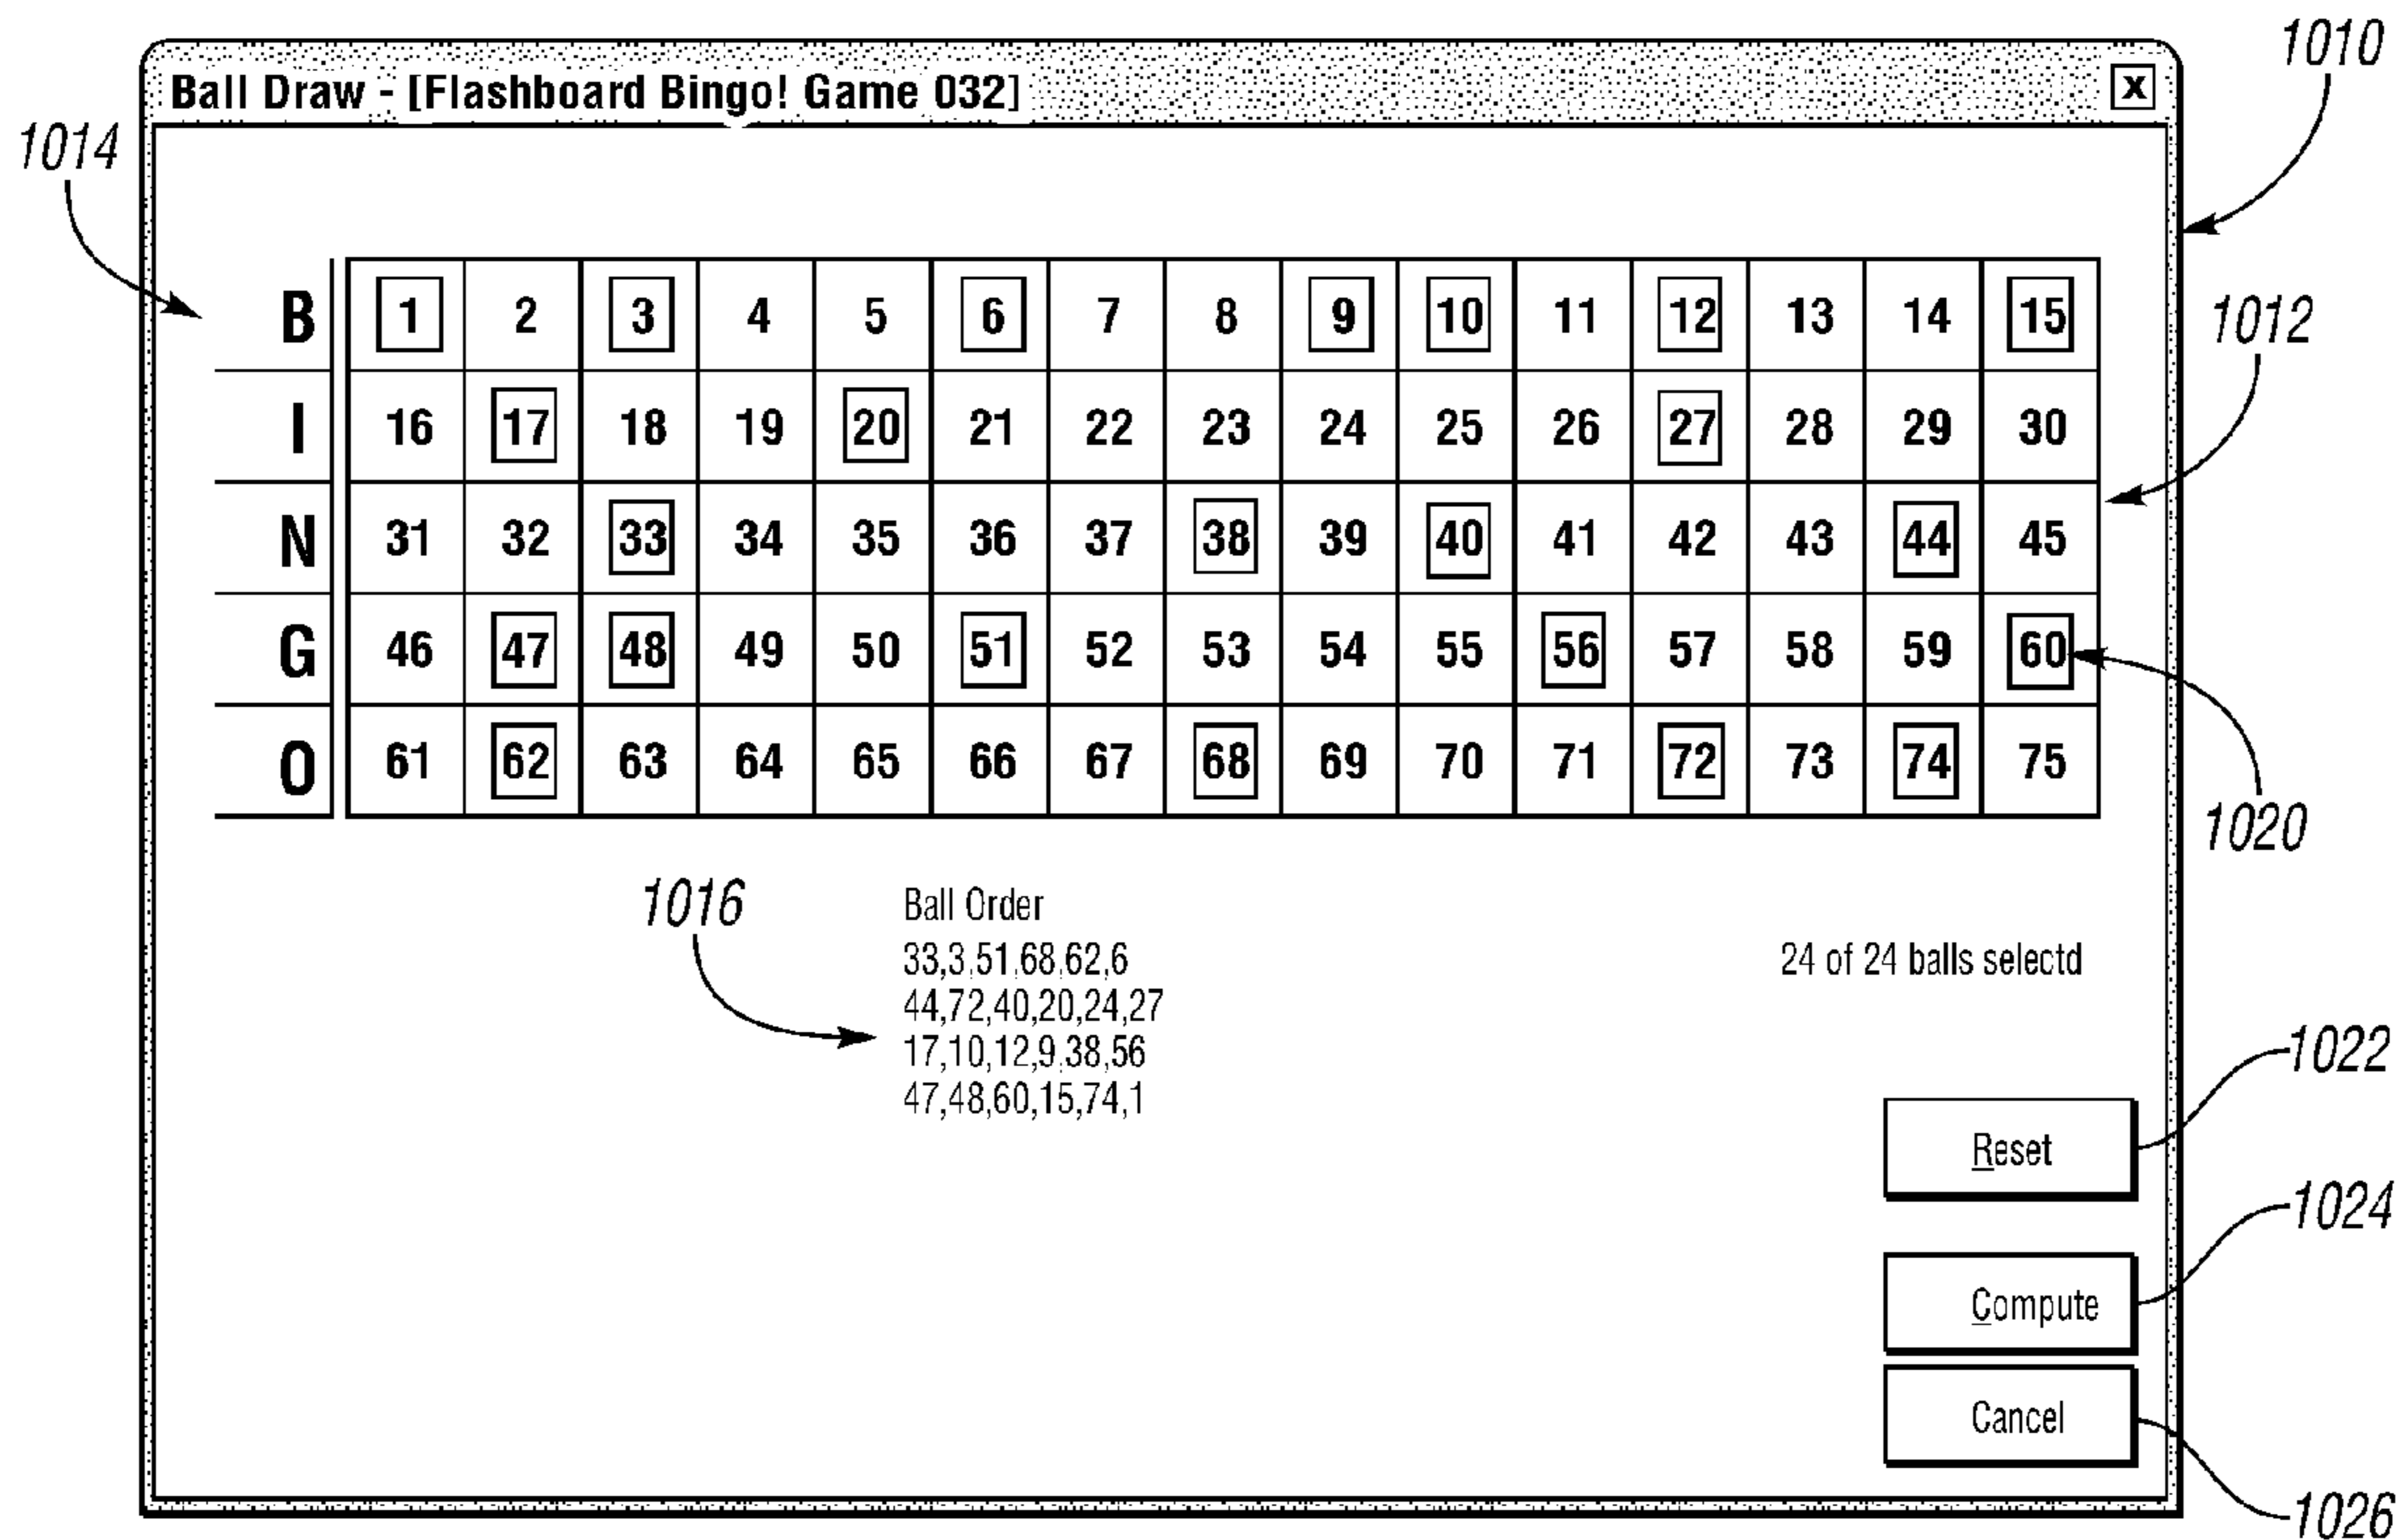 1010
Ball Draw - [Flashboard Bingo! Game 032] X
1014
B 1 2 3 4 5 6 7 8 9 10 11 12 13 14 15
1012
I 16 17 18 19 20 21 22 23 24 25 26 27 28 29 30
N 31 32 33 34 35 36 37 38 39 40 41 42 43 44 45
G 46 47 48 49 50 51 52 53 54 55 56 57 58 59 60
O 61 62 63 64 65 66 67 68 69 70 71 72 73 74 75
1020
1016
Ball Order
33,3,51,68,62,6
24 of 24 balls selectd
44,72,40,20,24,27
17,10,12,9,38,56
47,48,60,15,74,1
1022
Reset
1024
Compute
Cancel
1026